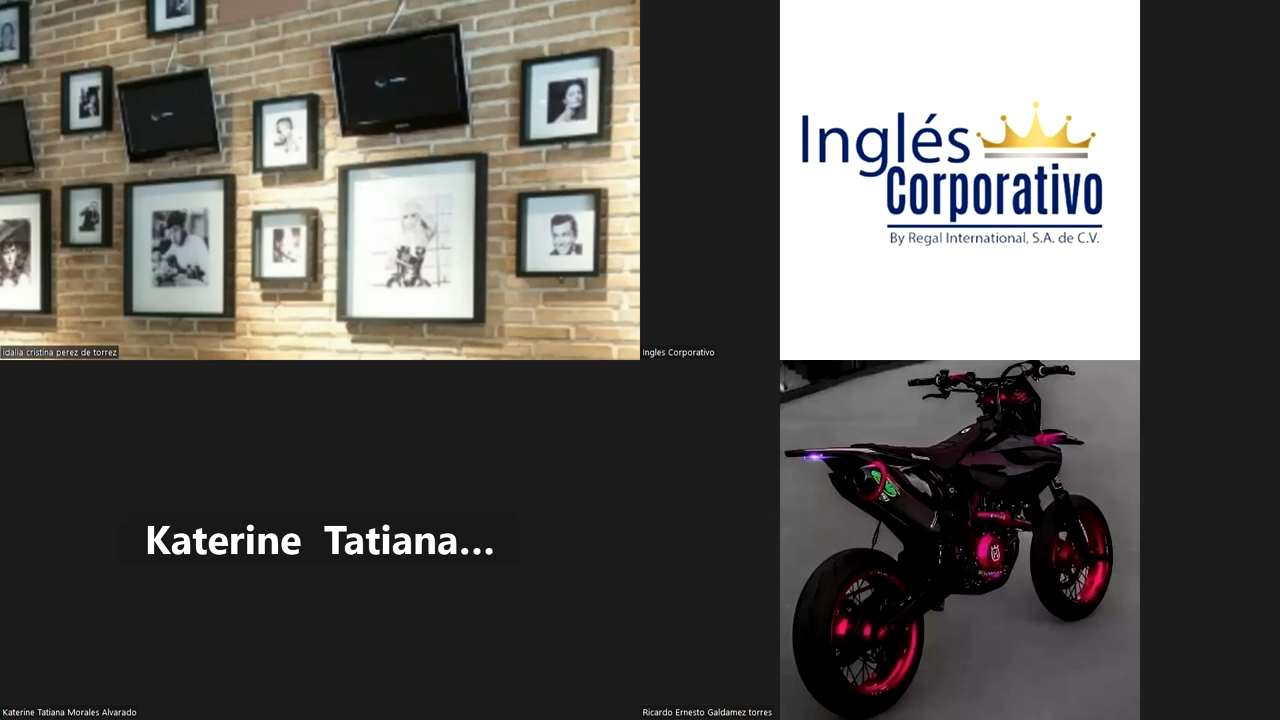 idalia cristina perez de torrez
Inglés
Corporativo
By Regal International, S.A. de C.V.
Ingles Corporativo
Katerine Tatiana...
Katerine Tatiana Morales Alvarado
Ricardo Ernesto Galdamez torres